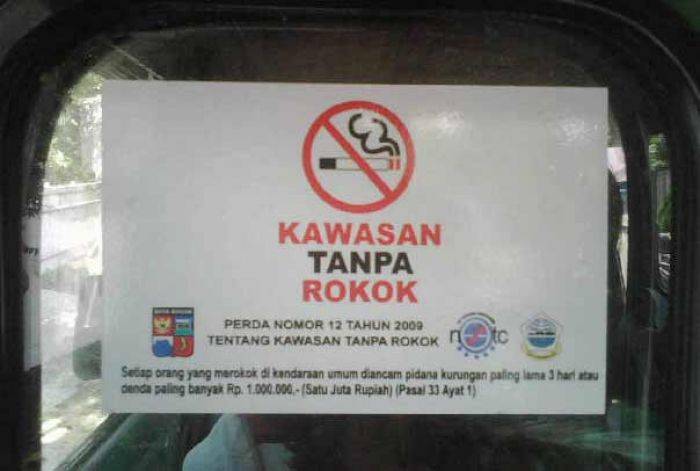 KAWASAN
TANPA
ROKOK
KOTA BOGOR
PERDA NOMOR 12 TAHUN 2009
TENTANG KAWASAN TANPA ROKOK
Setiap orang yang merokok di kendaraan umum diancam pidana kurungan paling lama 3 hari atau
denda paling banyak Rp. 1.000.000,- (Satu Juta Rupiah) (Pasal 33 Ayat 1)